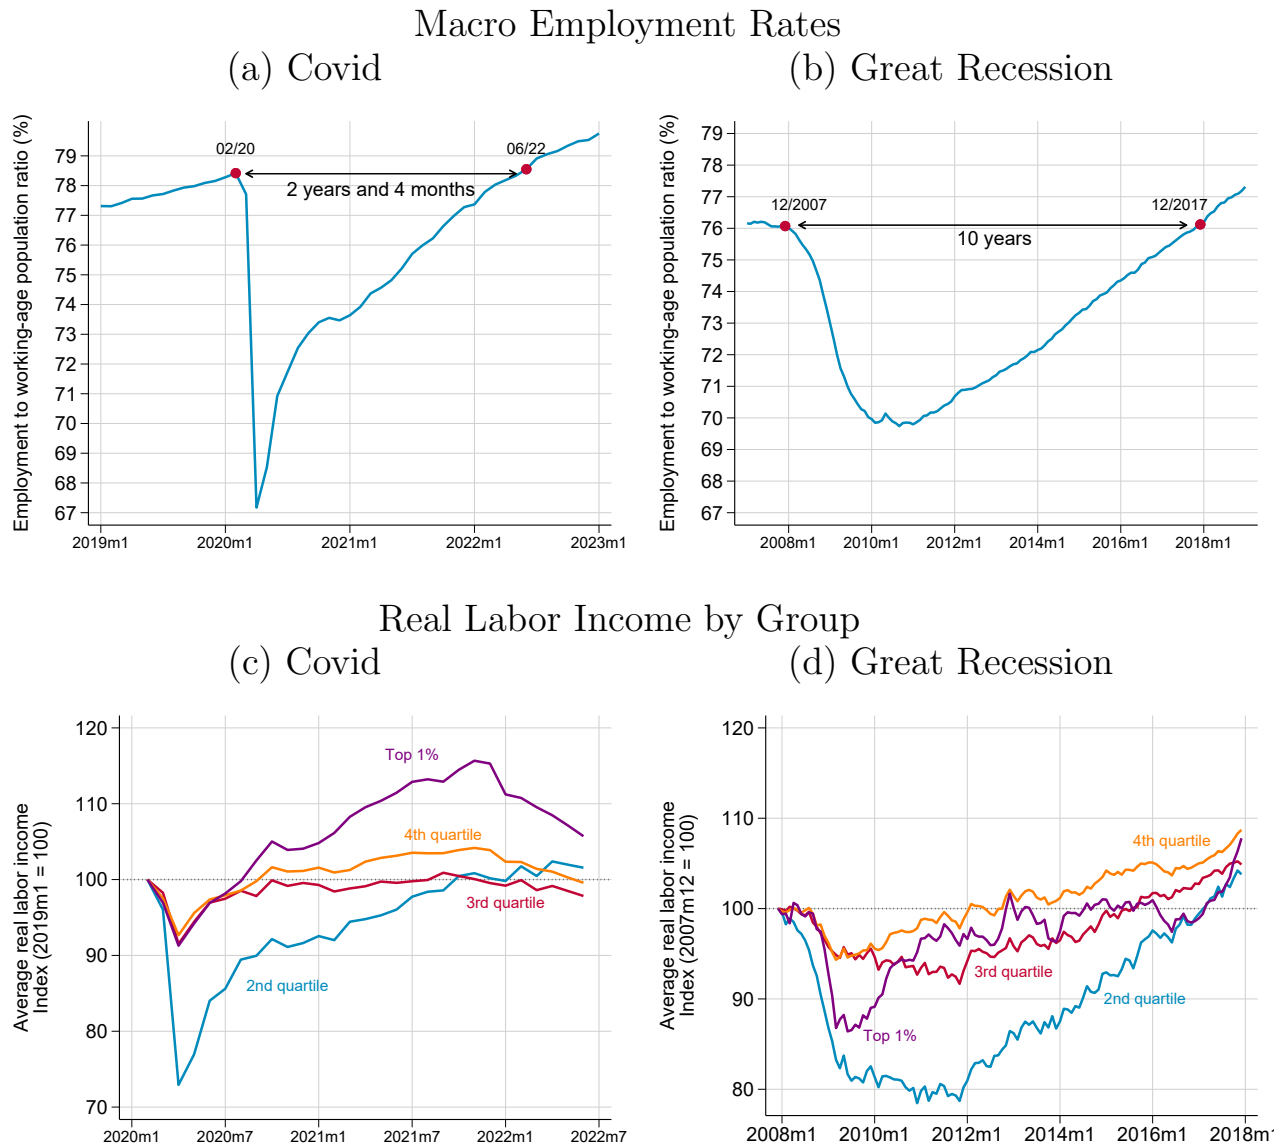 Macro Employment Rates
(a) Covid
(b) Great Recession
Employment to working-age population ratio (%)
79
78
77
76
75
74
73
72
71
70
69
68
67
02/20
06/22
2 years and 4 months
2019m1
2020m1
2021m1
2022m1
2023m1
Employment to working-age population ratio (%)
79
78
77
76
75
74
73
72
71
70
69
68
67
12/2007
12/2017
10 years
2008m1
2010m1
2012m1
2014m1
2016m1
2018m1
Real Labor Income by Group
(c) Covid
(d) Great Recession
Average real labor income
Index (2019m1 = 100)
120
110
100
90
80
70
Top 1%
4th quartile
3rd quartile
2nd quartile
2020m1
2020m7
2021m1
2021m7
2022m1
2022m7
Average real labor income
Index (2007m12 = 100)
120
110
100
90
80
4th quartile
3rd quartile
2nd quartile
Top 1%
2008m1
2010m1
2012m1
2014m1
2016m1
2018m1